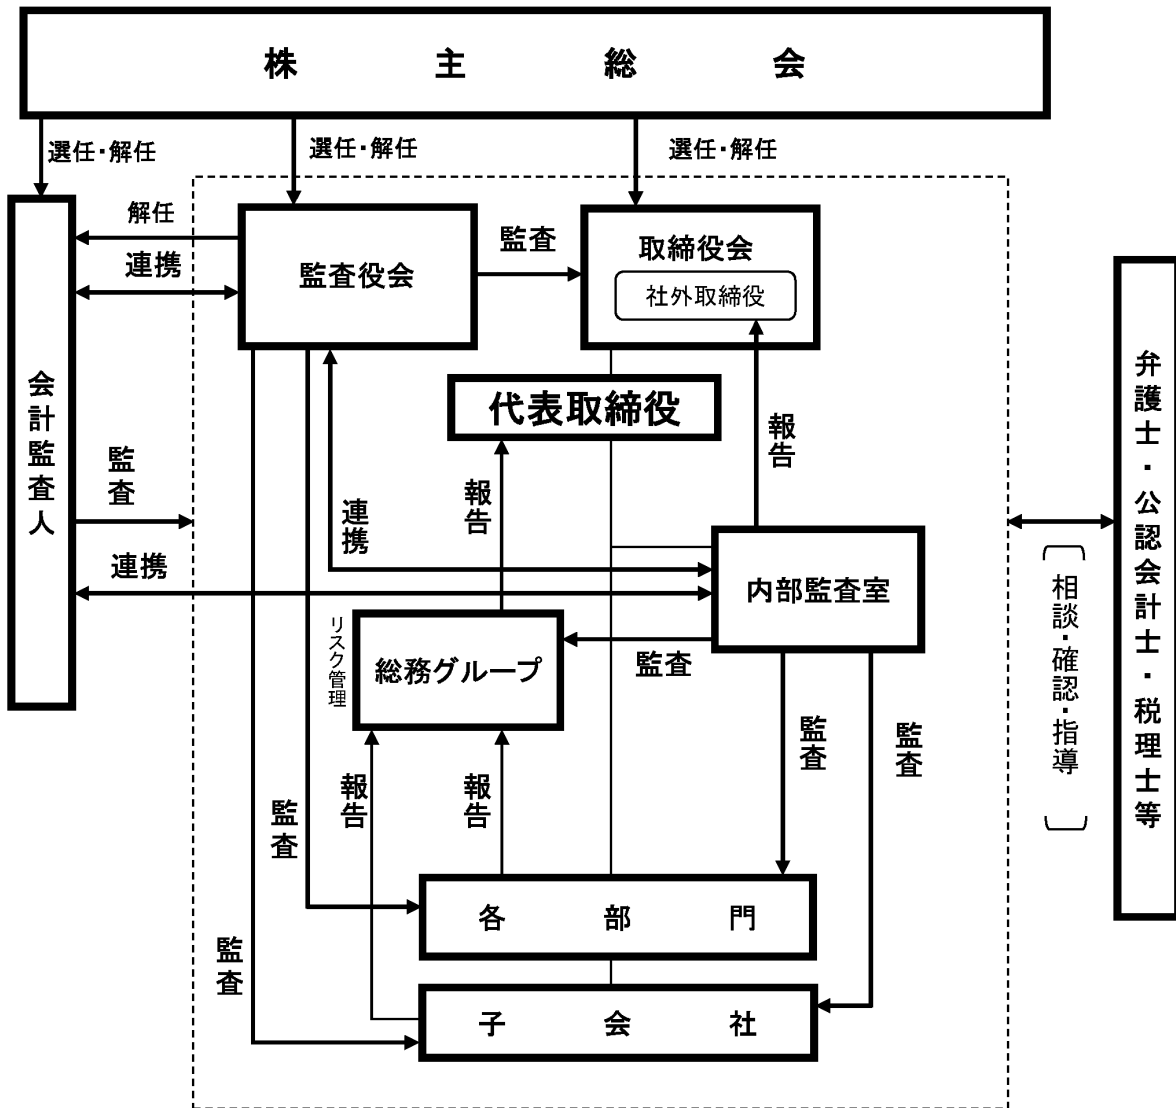 株主総会
選任・解任
選任・解任
選任・解任
解任
連携
監査役会
監査
取締役会
社外取締役
会計監査人
代表取締役
弁護士・公認会計士・税理士等
監査
報告
連携
報告
連携
内部監査室
相談・確認・指導
リスク管理
総務グループ
監査
監査
監査
報告
報告
監査
監査
各部門
子会社